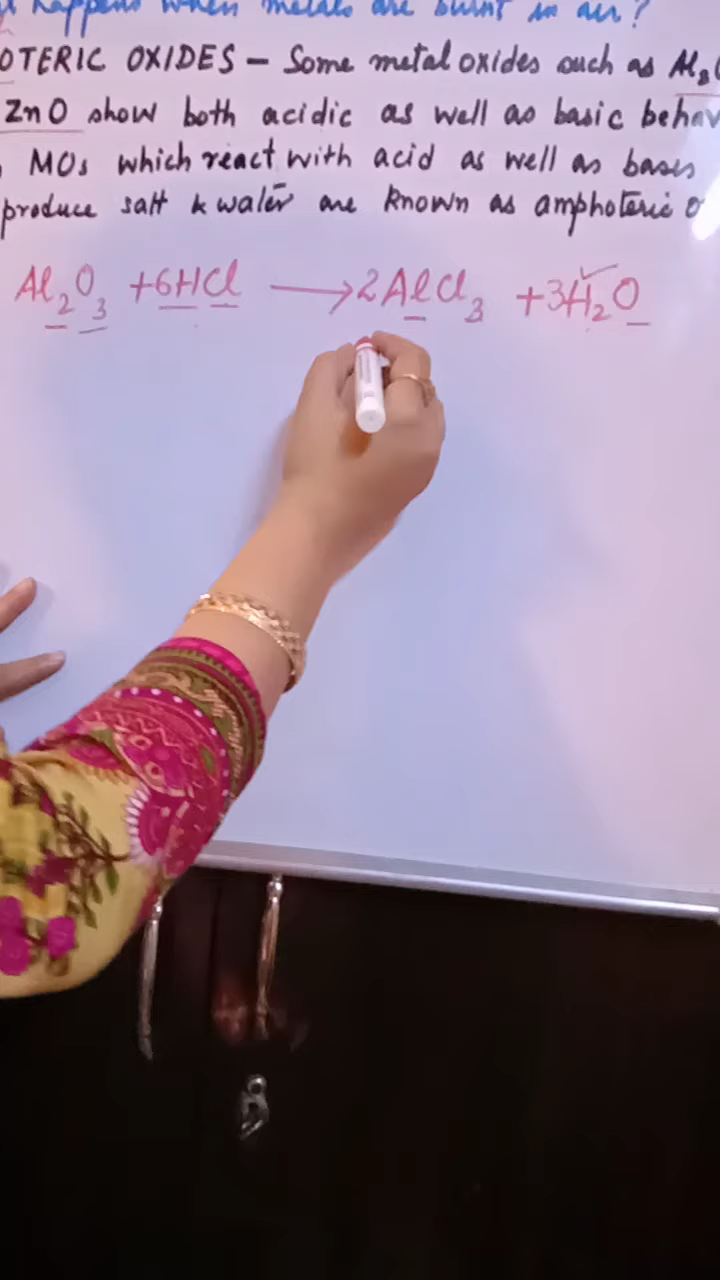 happens when metals are burnt in air?
OTERIC OXIDES - Some metal oxides such as Al₂
ZnO show both acidic as well as basic behav
MOs which react with acid as well as bases
produce salt & water are known as amphoteric o
Al₂O₃ + 6HCl ⟶ 2AlCl₃ + 3H₂O